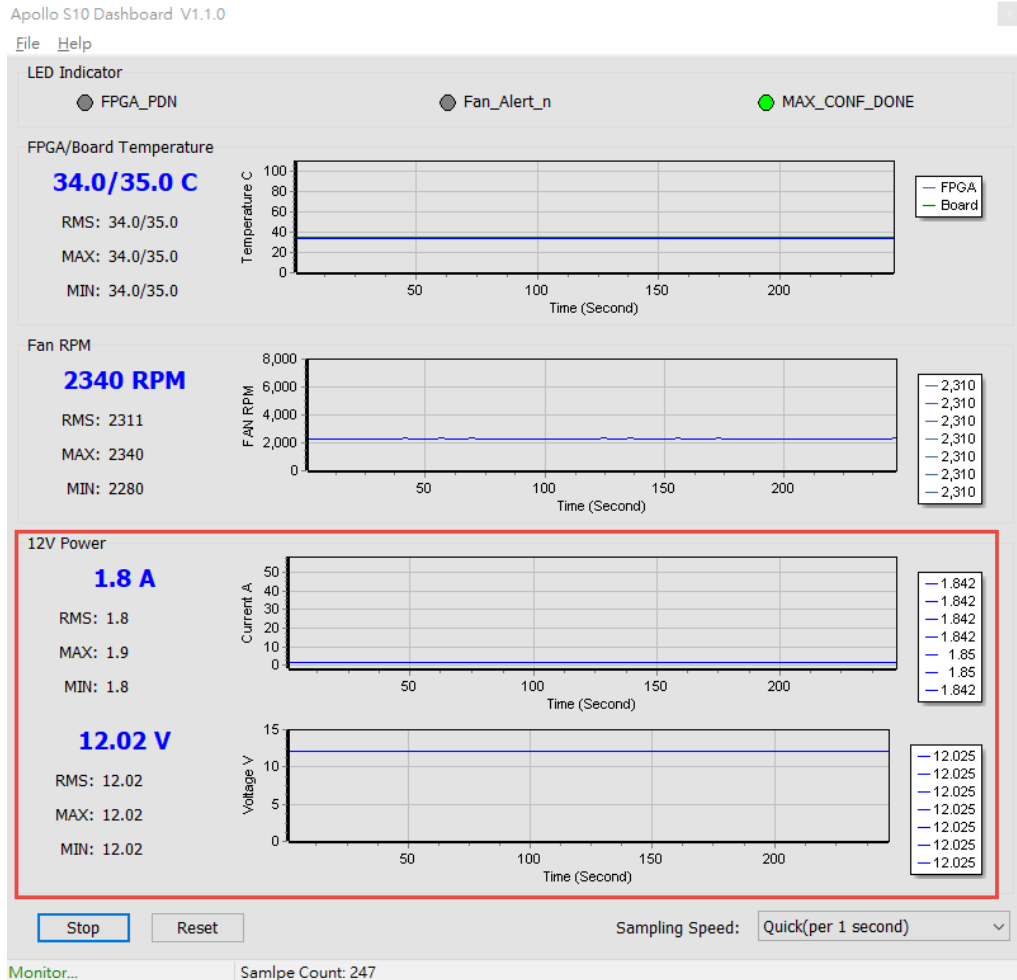 Apollo S10 Dashboard V1.1.0
File Help
LED Indicator
FPGA_PDN
Fan_Alert_n
MAX_CONF_DONE
FPGA/Board Temperature
34.0/35.0 C
RMS: 34.0/35.0
MAX: 34.0/35.0
MIN: 34.0/35.0
Temperature C
100
80
60
40
20
0
50 100 150 200
Time (Second)
FPGA
Board
Fan RPM
2340 RPM
RMS: 2311
MAX: 2340
MIN: 2280
FAN RPM
8,000
6,000
4,000
2,000
0
50 100 150 200
Time (Second)
2,310
2,310
2,310
2,310
2,310
2,310
2,310
12V Power
1.8 A
RMS: 1.8
MAX: 1.9
MIN: 1.8
Current A
50
40
30
20
10
0
50 100 150 200
Time (Second)
1.842
1.842
1.842
1.842
1.85
1.85
1.842
12.02 V
RMS: 12.02
MAX: 12.02
MIN: 12.02
Voltage V
15
10
5
0
50 100 150 200
Time (Second)
12.025
12.025
12.025
12.025
12.025
12.025
12.025
Stop Reset Sampling Speed: Quick(per 1 second)
Monitor... Samlpe Count: 247